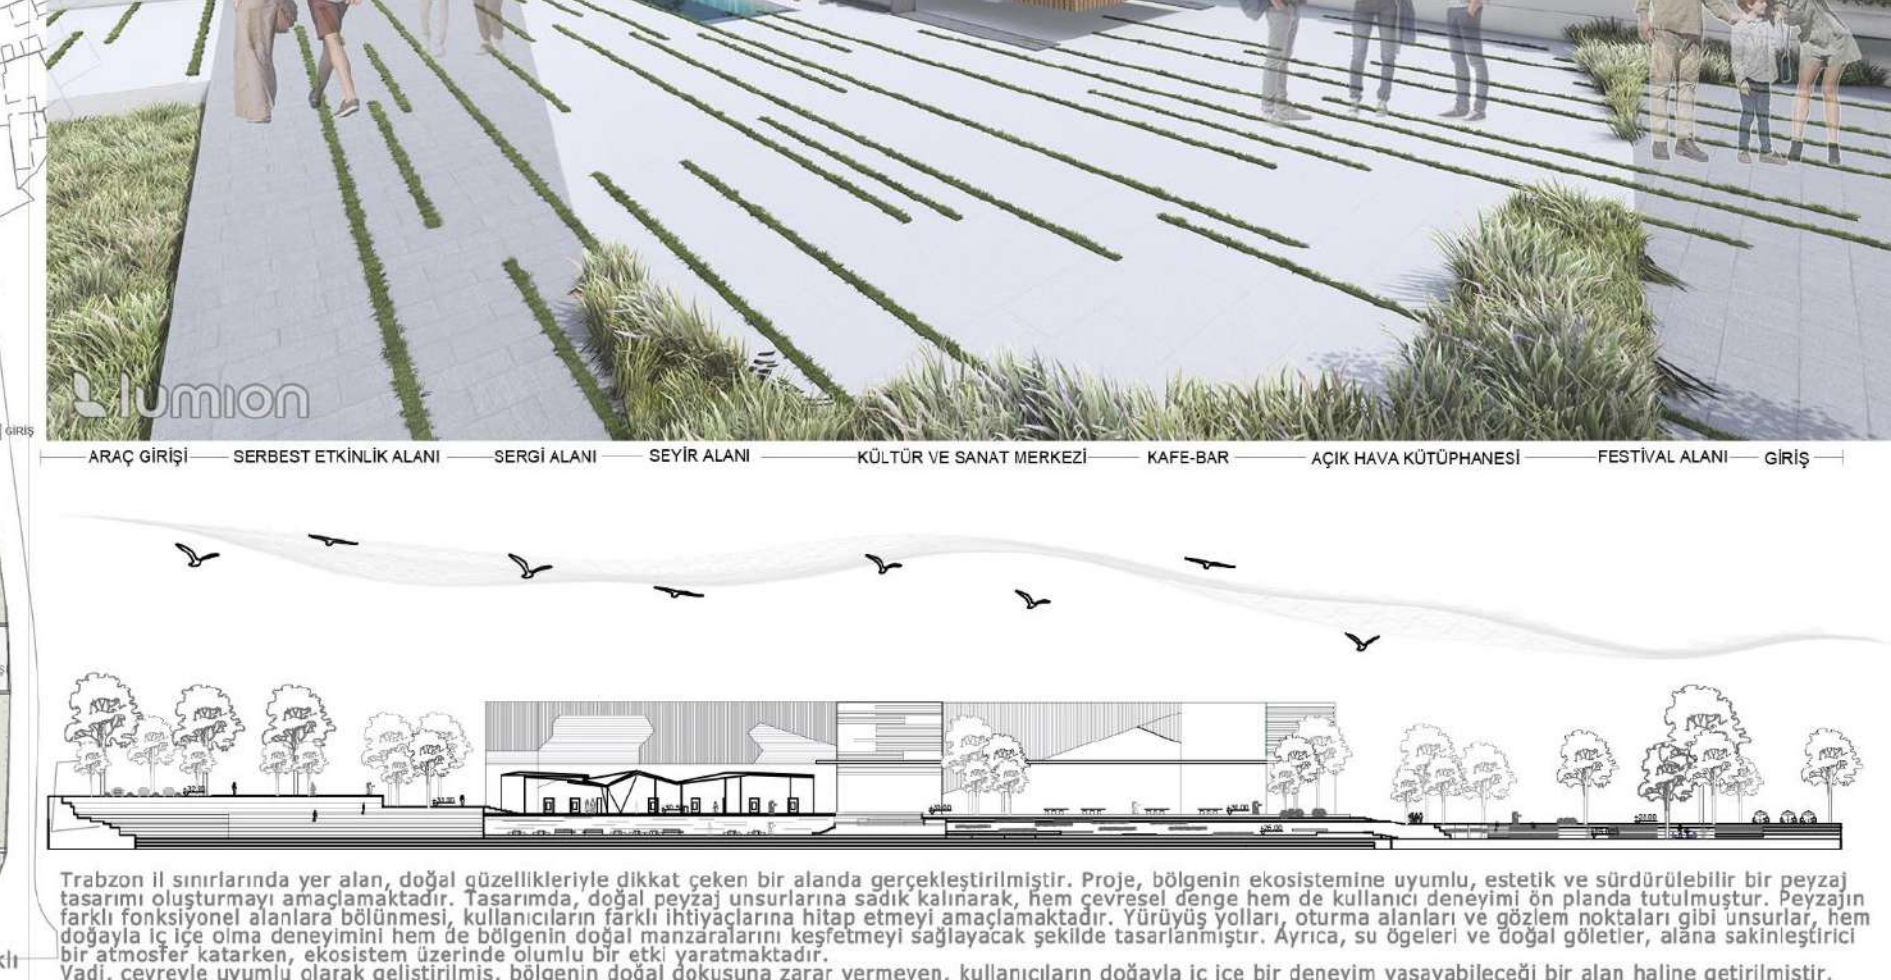 lumion
GİRİŞ
ARAÇ GİRİŞİ SERBEST ETKİNLİK ALANI SERGİ ALANI SEYİR ALANI KÜLTÜR VE SANAT MERKEZİ KAFE-BAR AÇIK HAVA KÜTÜPHANESİ FESTİVAL ALANI GİRİŞ
Trabzon il sınırlarında yer alan, doğal güzellikleriyle dikkat çeken bir alanda gerçekleştirilmiştir. Proje, bölgenin ekosistemine uyumlu, estetik ve sürdürülebilir bir peyzaj
tasarımı oluşturmayı amaçlamaktadır. Tasarımda, doğal peyzaj unsurlarına sadık kalınarak, hem çevresel denge hem de kullanıcı deneyimi ön planda tutulmuştur. Peyzajın
farklı fonksiyonel alanlara bölünmesi, kullanıcıların farklı ihtiyaçlarına hitap etmeyi amaçlamaktadır. Yürüyüş yolları, oturma alanları ve gözlem noktaları gibi unsurlar, hem
doğayla iç içe olma deneyimini hem de bölgenin doğal manzaralarını keşfetmeyi sağlayacak şekilde tasarlanmıştır. Ayrıca, su ögeleri ve doğal göletler, alana sakinleştirici
bir atmosfer katarken, ekosistem üzerinde olumlu bir etki yaratmaktadır.
Vadi, çevreyle uyumlu olarak geliştirilmiş, bölgenin doğal dokusuna zarar vermeyen, kullanıcıların doğayla iç içe bir deneyim yaşayabileceği bir alan haline getirilmiştir.